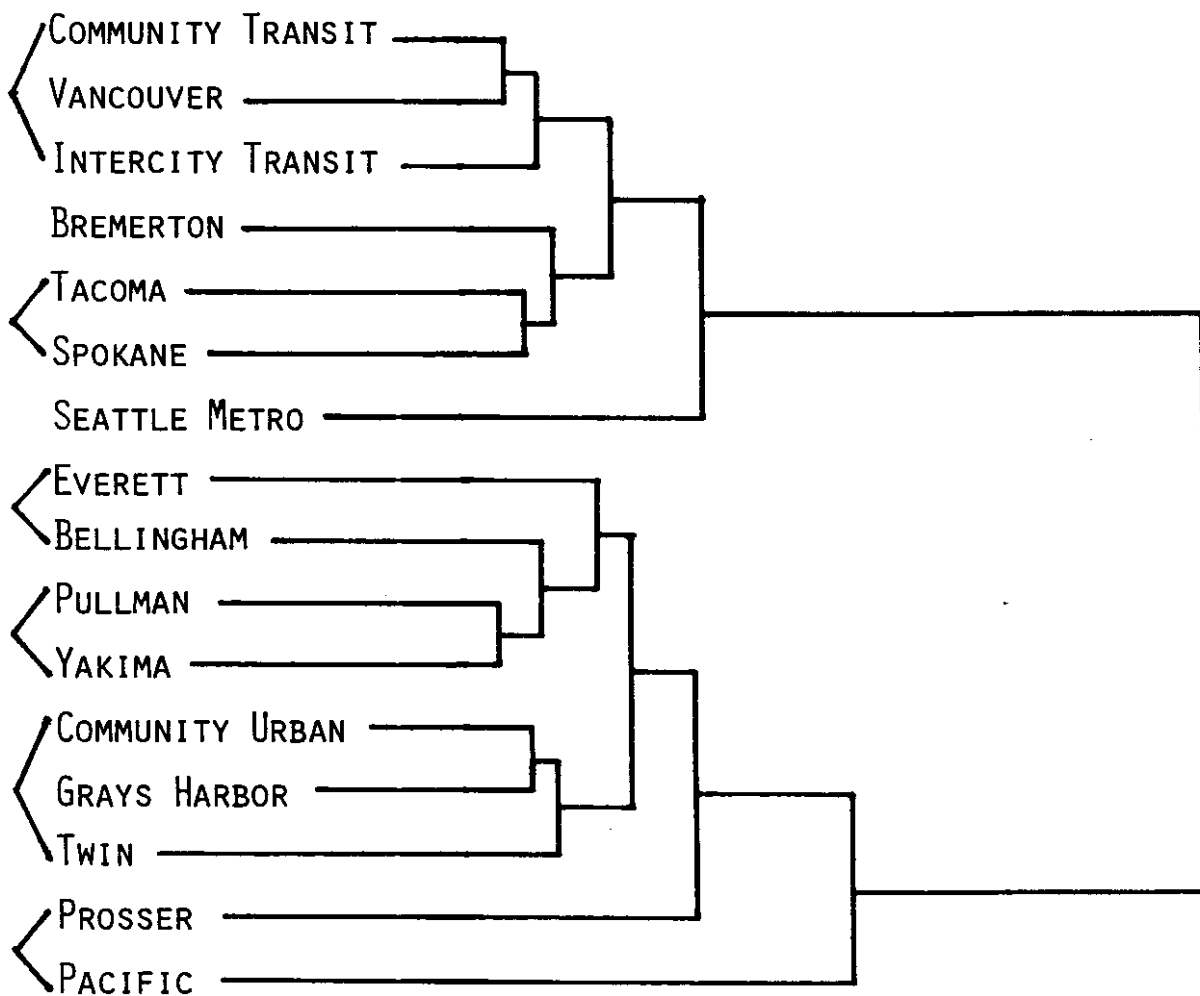 COMMUNITY TRANSIT
VANCOUVER
INTERCITY TRANSIT
BREMERTON
TACOMA
SPOKANE
SEATTLE METRO
EVERETT
BELLINGHAM
PULLMAN
YAKIMA
COMMUNITY URBAN
GRAYS HARBOR
TWIN
PROSSER
PACIFIC